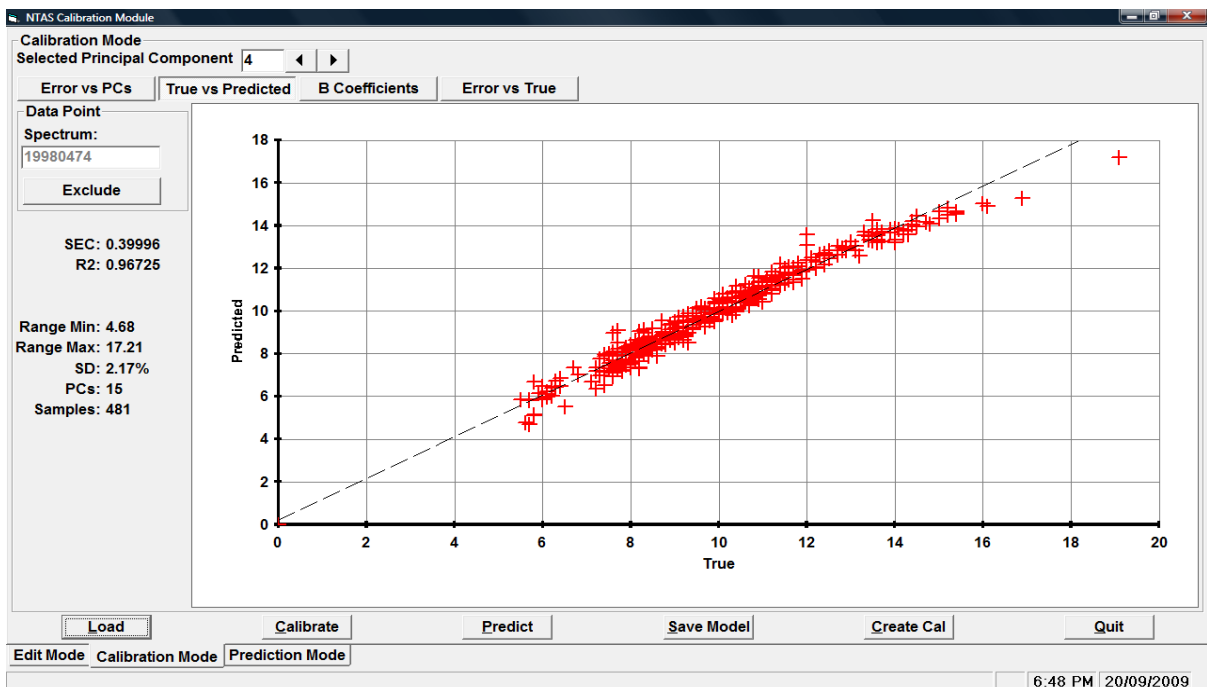 NTAS Calibration Module
Calibration Mode
Selected Principal Component 4
Error vs PCs True vs Predicted B Coefficients Error vs True
Data Point
Spectrum:
19980474
Exclude
SEC: 0.39996
R2: 0.96725
Range Min: 4.68
Range Max: 17.21
SD: 2.17%
PCs: 15
Samples: 481
18
16
14
12
10
8
6
4
2
0
Predicted
0 2 4 6 8 10 12 14 16 18 20
True
Load Calibrate Predict Save Model Create Cal Quit
Edit Mode Calibration Mode Prediction Mode
6:48 PM 20/09/2009